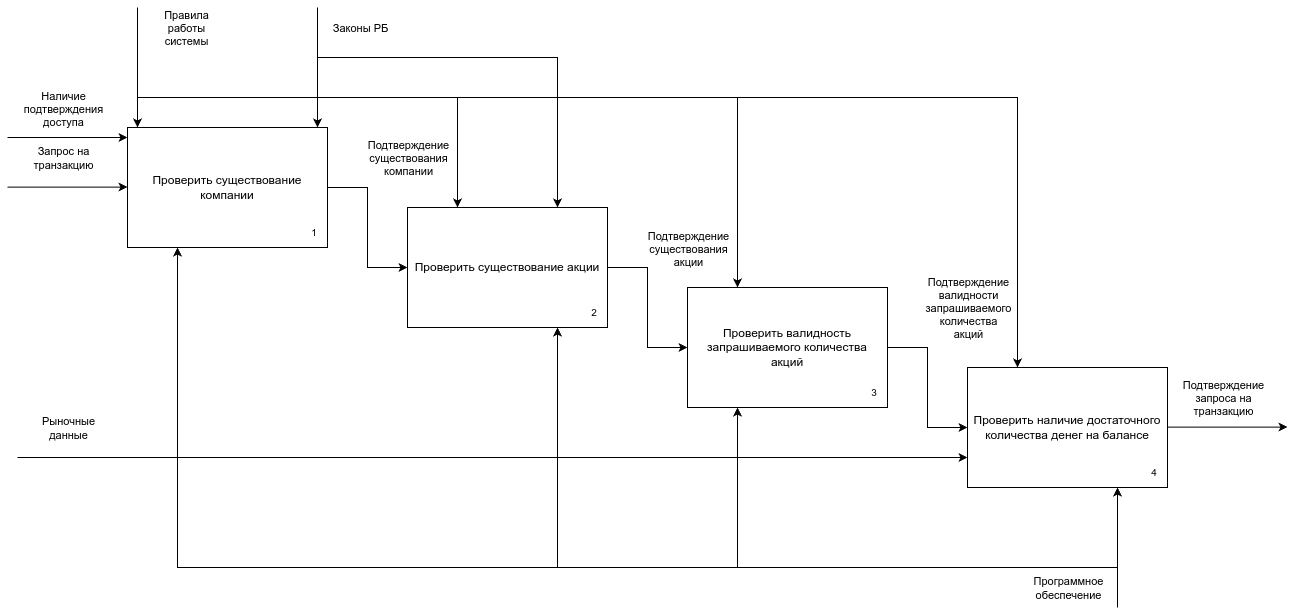 Правила
работы
системы
Законы РБ
Наличие
подтверждения
доступа
Запрос на
транзакцию
Проверить существование
компании
1
Подтверждение
существования
компании
Проверить существование акции
2
Подтверждение
существования
акции
Проверить валидность
запрашиваемого количества
акций
3
Подтверждение
валидности
запрашиваемого
количества
акций
Проверить наличие достаточного
количества денег на балансе
4
Подтверждение
запроса на
транзакцию
Рыночные
данные
Программное
обеспечение